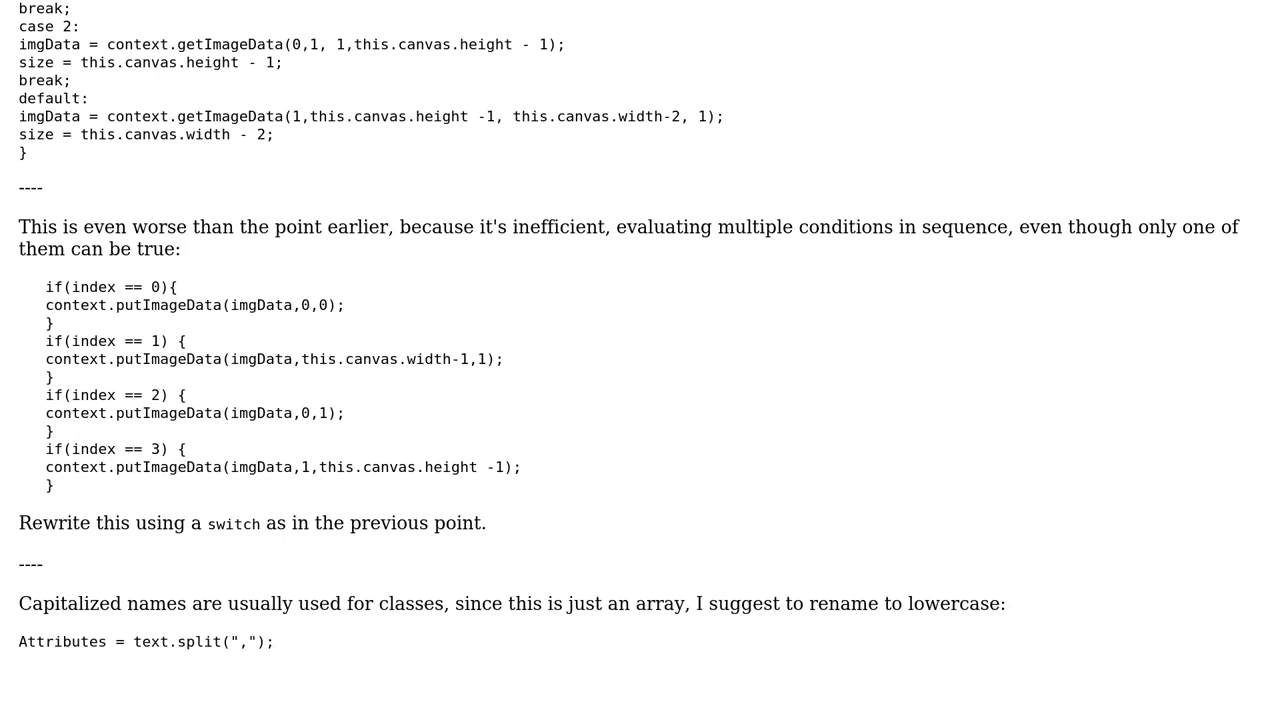 break;
case 2:
imgData = context.getImageData(0,1, 1,this.canvas.height - 1);
size = this.canvas.height - 1;
break;
default:
imgData = context.getImageData(1,this.canvas.height -1, this.canvas.width-2, 1);
size = this.canvas.width - 2;
}
----
This is even worse than the point earlier, because it's inefficient, evaluating multiple conditions in sequence, even though only one of
them can be true:
if(index == 0){
context.putImageData(imgData,0,0);
}
if(index == 1) {
context.putImageData(imgData,this.canvas.width-1,1);
}
if(index == 2) {
context.putImageData(imgData,0,1);
}
if(index == 3) {
context.putImageData(imgData,1,this.canvas.height -1);
}
Rewrite this using a switch as in the previous point.
----
Capitalized names are usually used for classes, since this is just an array, I suggest to rename to lowercase:
Attributes = text.split(",");